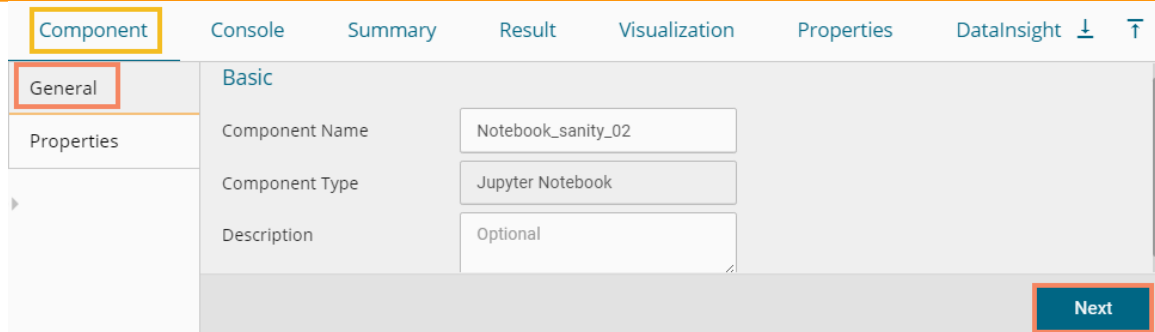 Component Console Summary Result Visualization Properties DataInsight
General
Properties
Basic
Component Name Notebook_sanity_02
Component Type Jupyter Notebook
Description Optional
Next